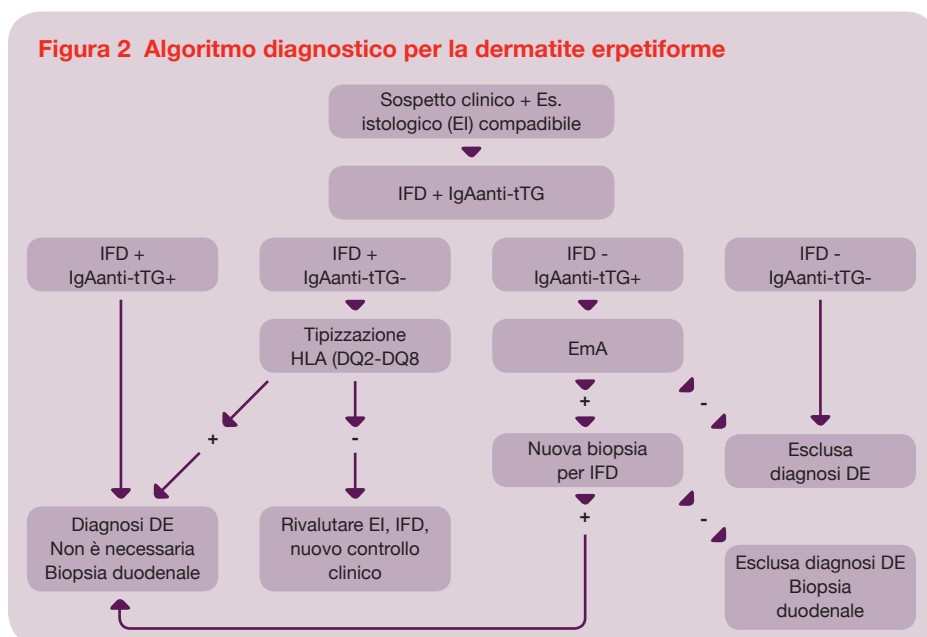 Figura 2 Algoritmo diagnostico per la dermatite erpetiforme
Sospetto clinico + Es.
istologico (EI) compadibile
IFD + IgAanti-tTG
IFD +
IgAanti-tTG+
IFD +
IgAanti-tTG-
IFD -
IgAanti-tTG+
IFD -
IgAanti-tTG-
Tipizzazione
HLA (DQ2-DQ8
EmA
+
-
+
-
Nuova biopsia
per IFD
Esclusa
diagnosi DE
+
-
Diagnosi DE
Non è necessaria
Biopsia duodenale
Rivalutare EI, IFD,
nuovo controllo
clinico
Esclusa diagnosi DE
Biopsia
duodenale